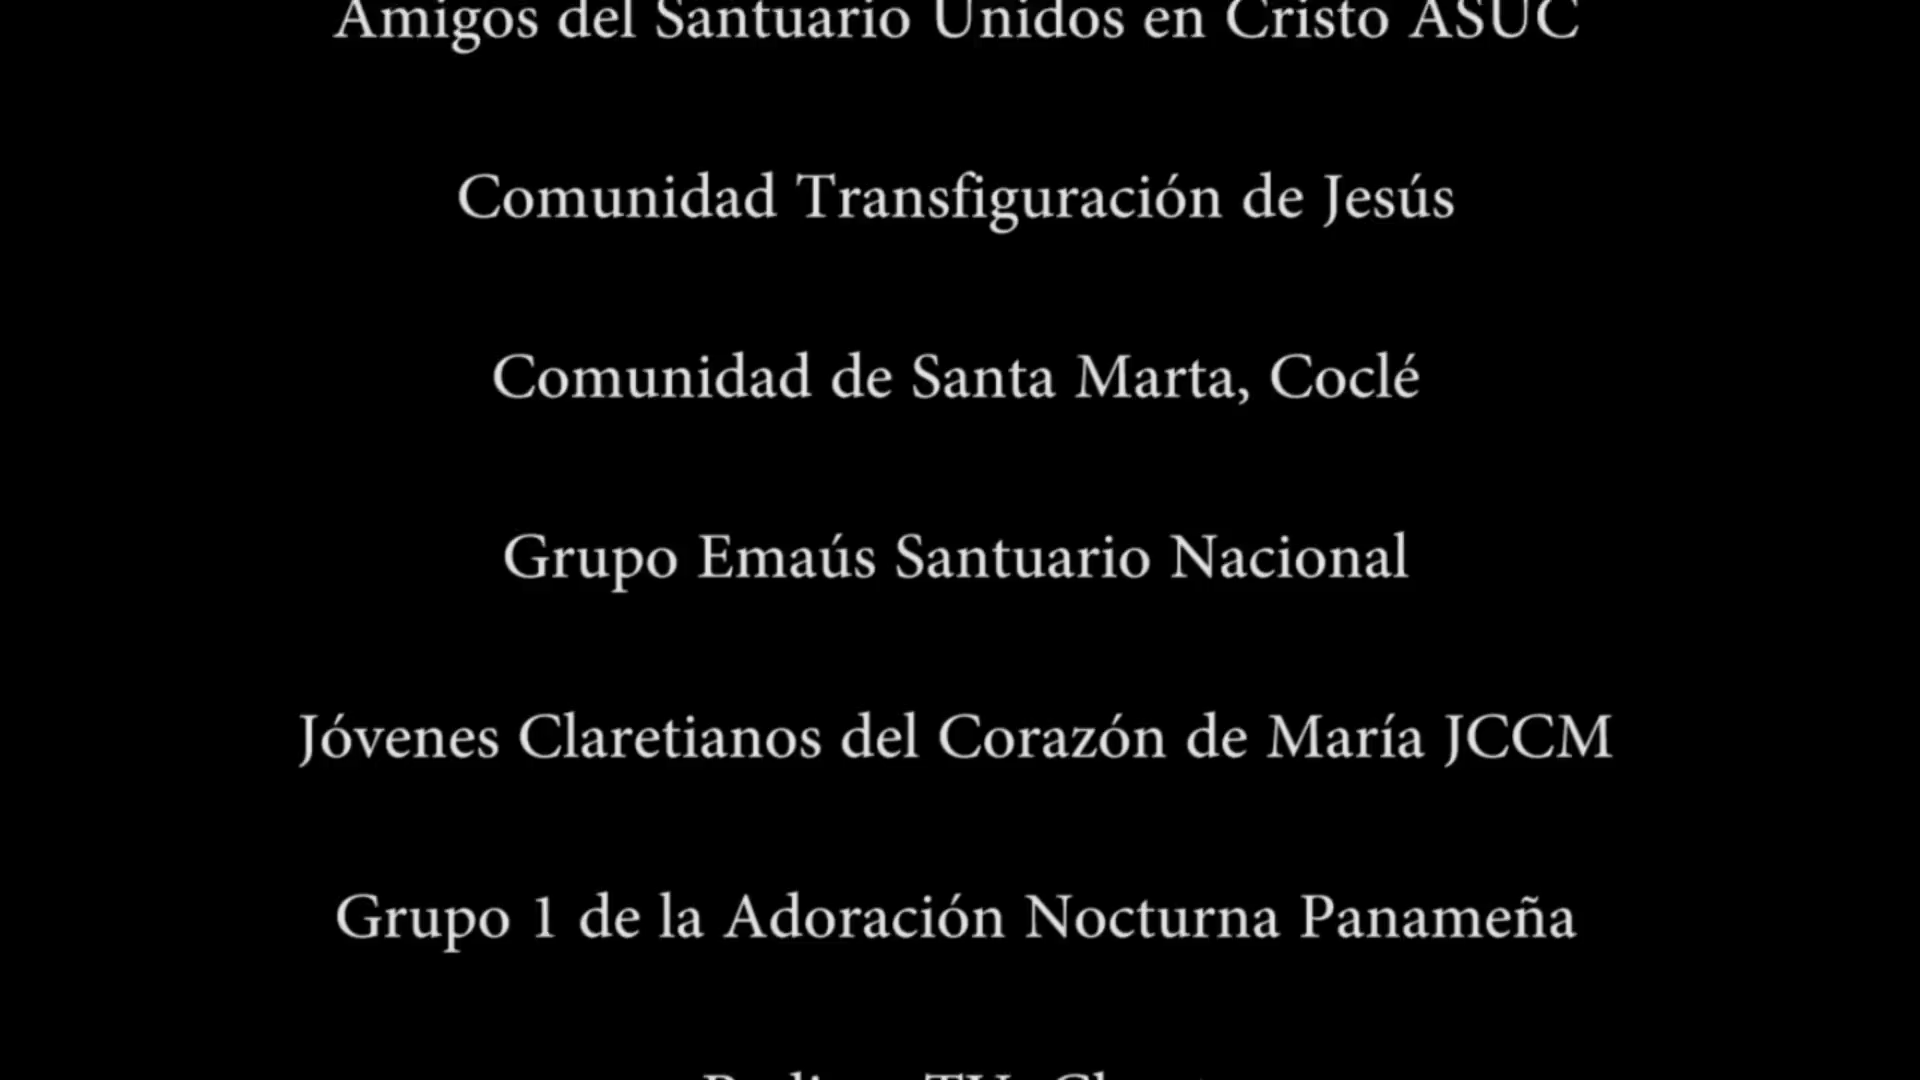 Amigos del Santuario Unidos en Cristo ASUC
Comunidad Transfiguración de Jesús
Comunidad de Santa Marta, Coclé
Grupo Emaús Santuario Nacional
Jóvenes Claretianos del Corazón de María JCCM
Grupo 1 de la Adoración Nocturna Panameña